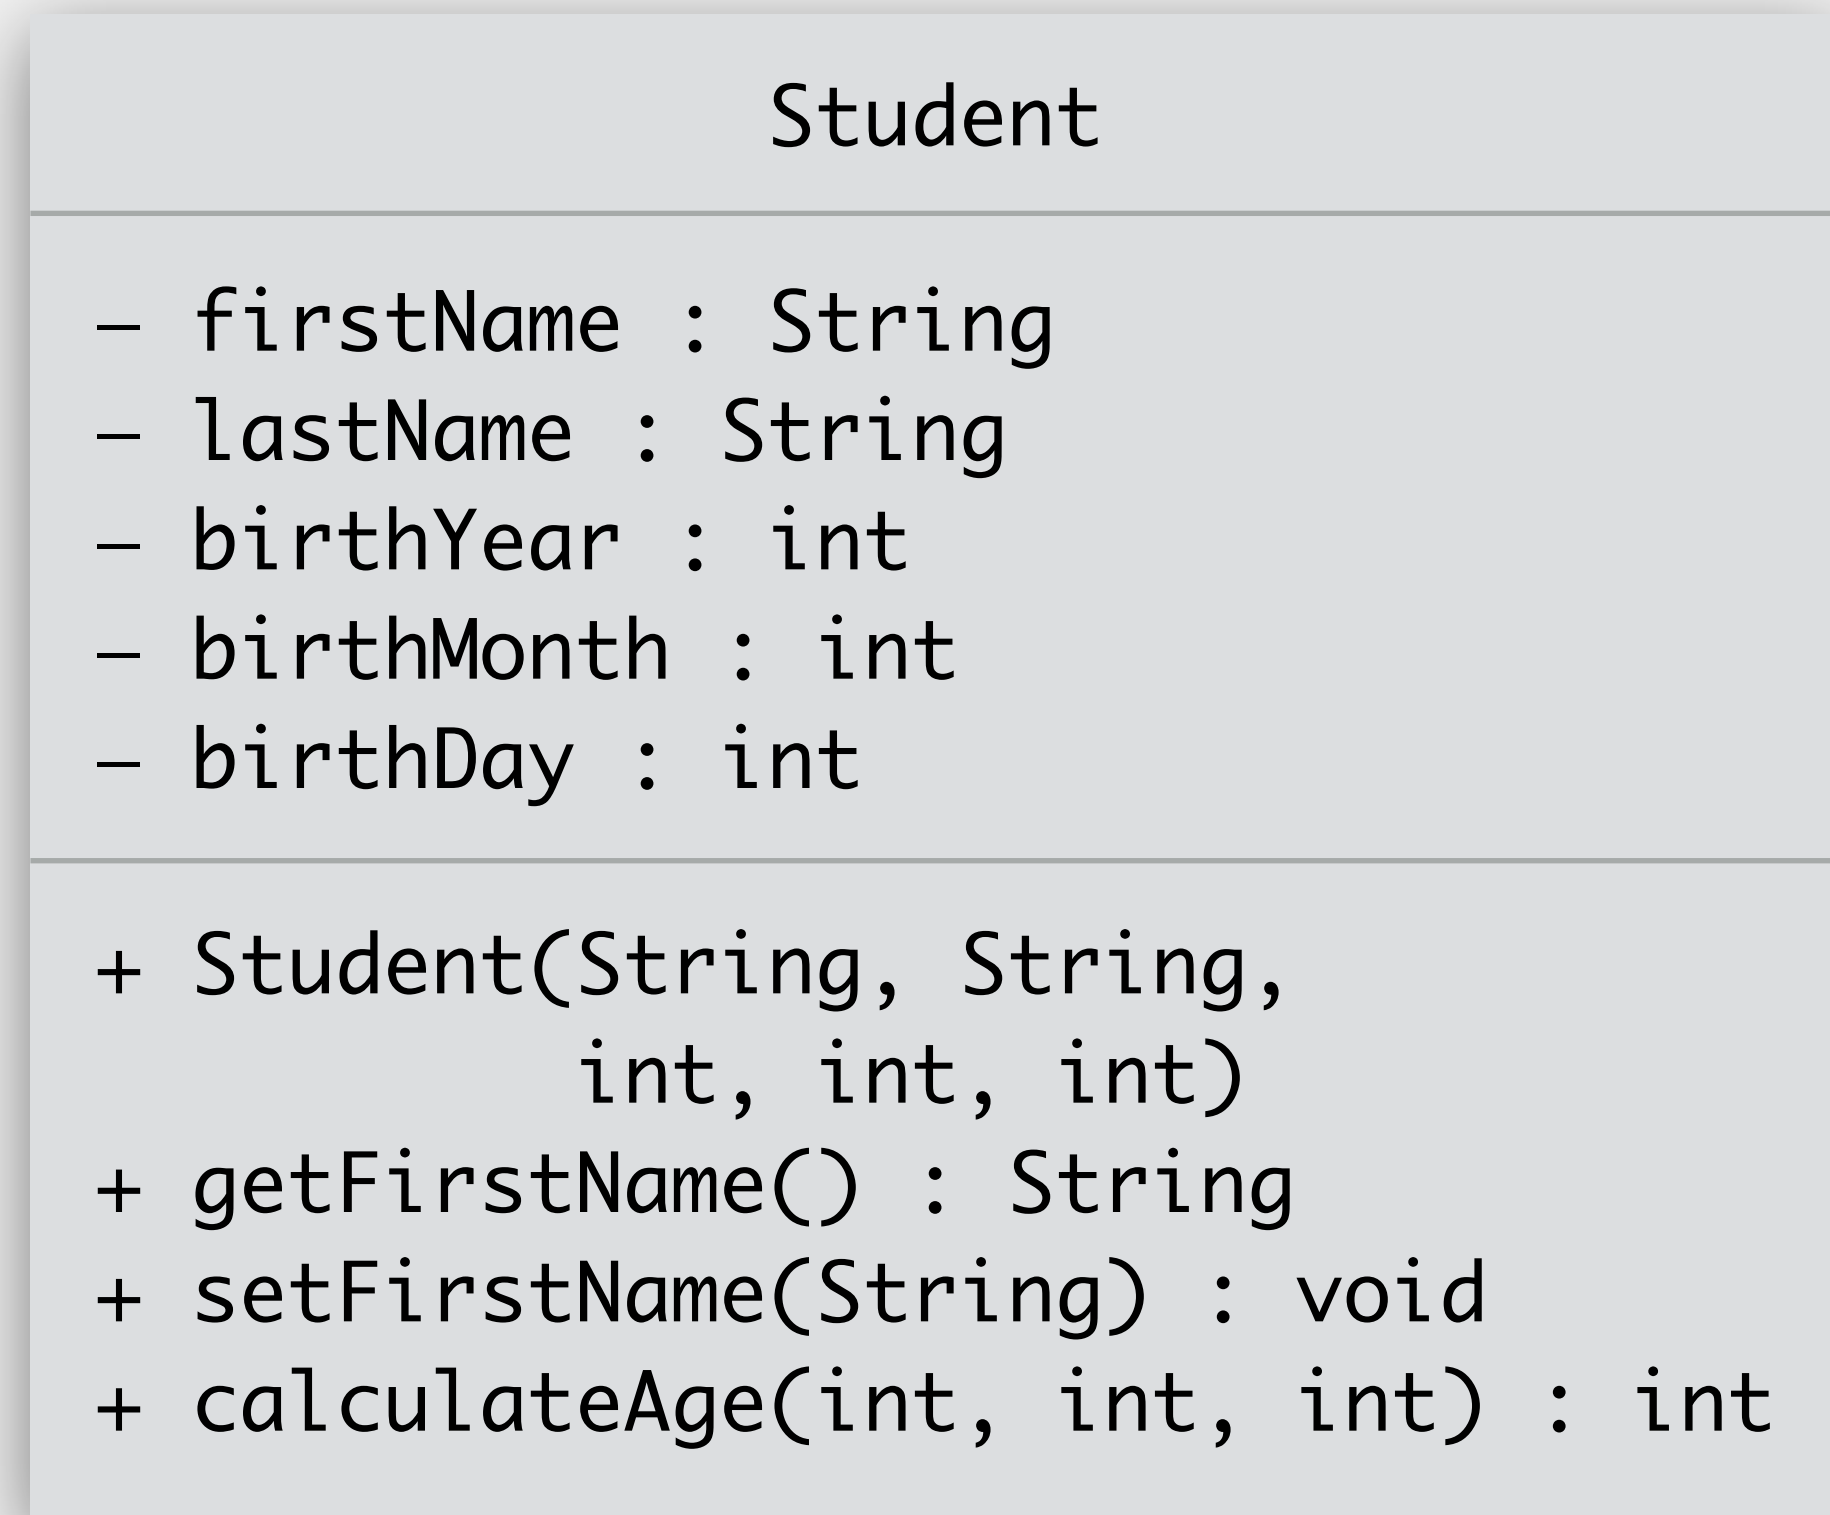 Student
– firstName : String
– lastName : String
– birthYear : int
– birthMonth : int
– birthDay : int
+ Student(String, String,
int, int, int)
+ getFirstName() : String
+ setFirstName(String) : void
+ calculateAge(int, int, int) : int